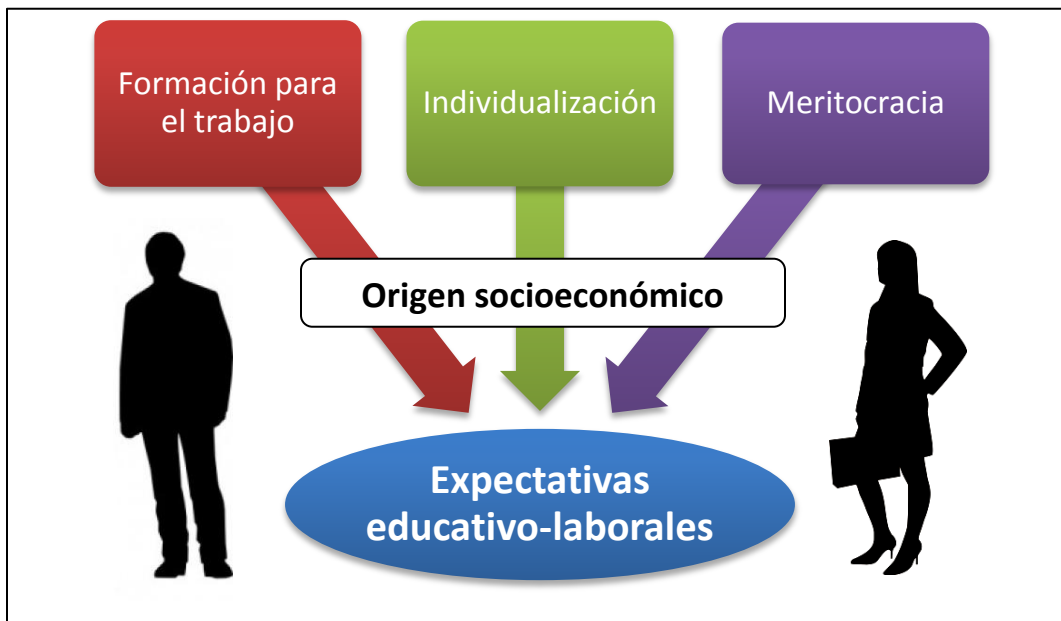 Formación para
el trabajo
Individualización
Meritocracia
Origen socioeconómico
Expectativas
educativo-laborales